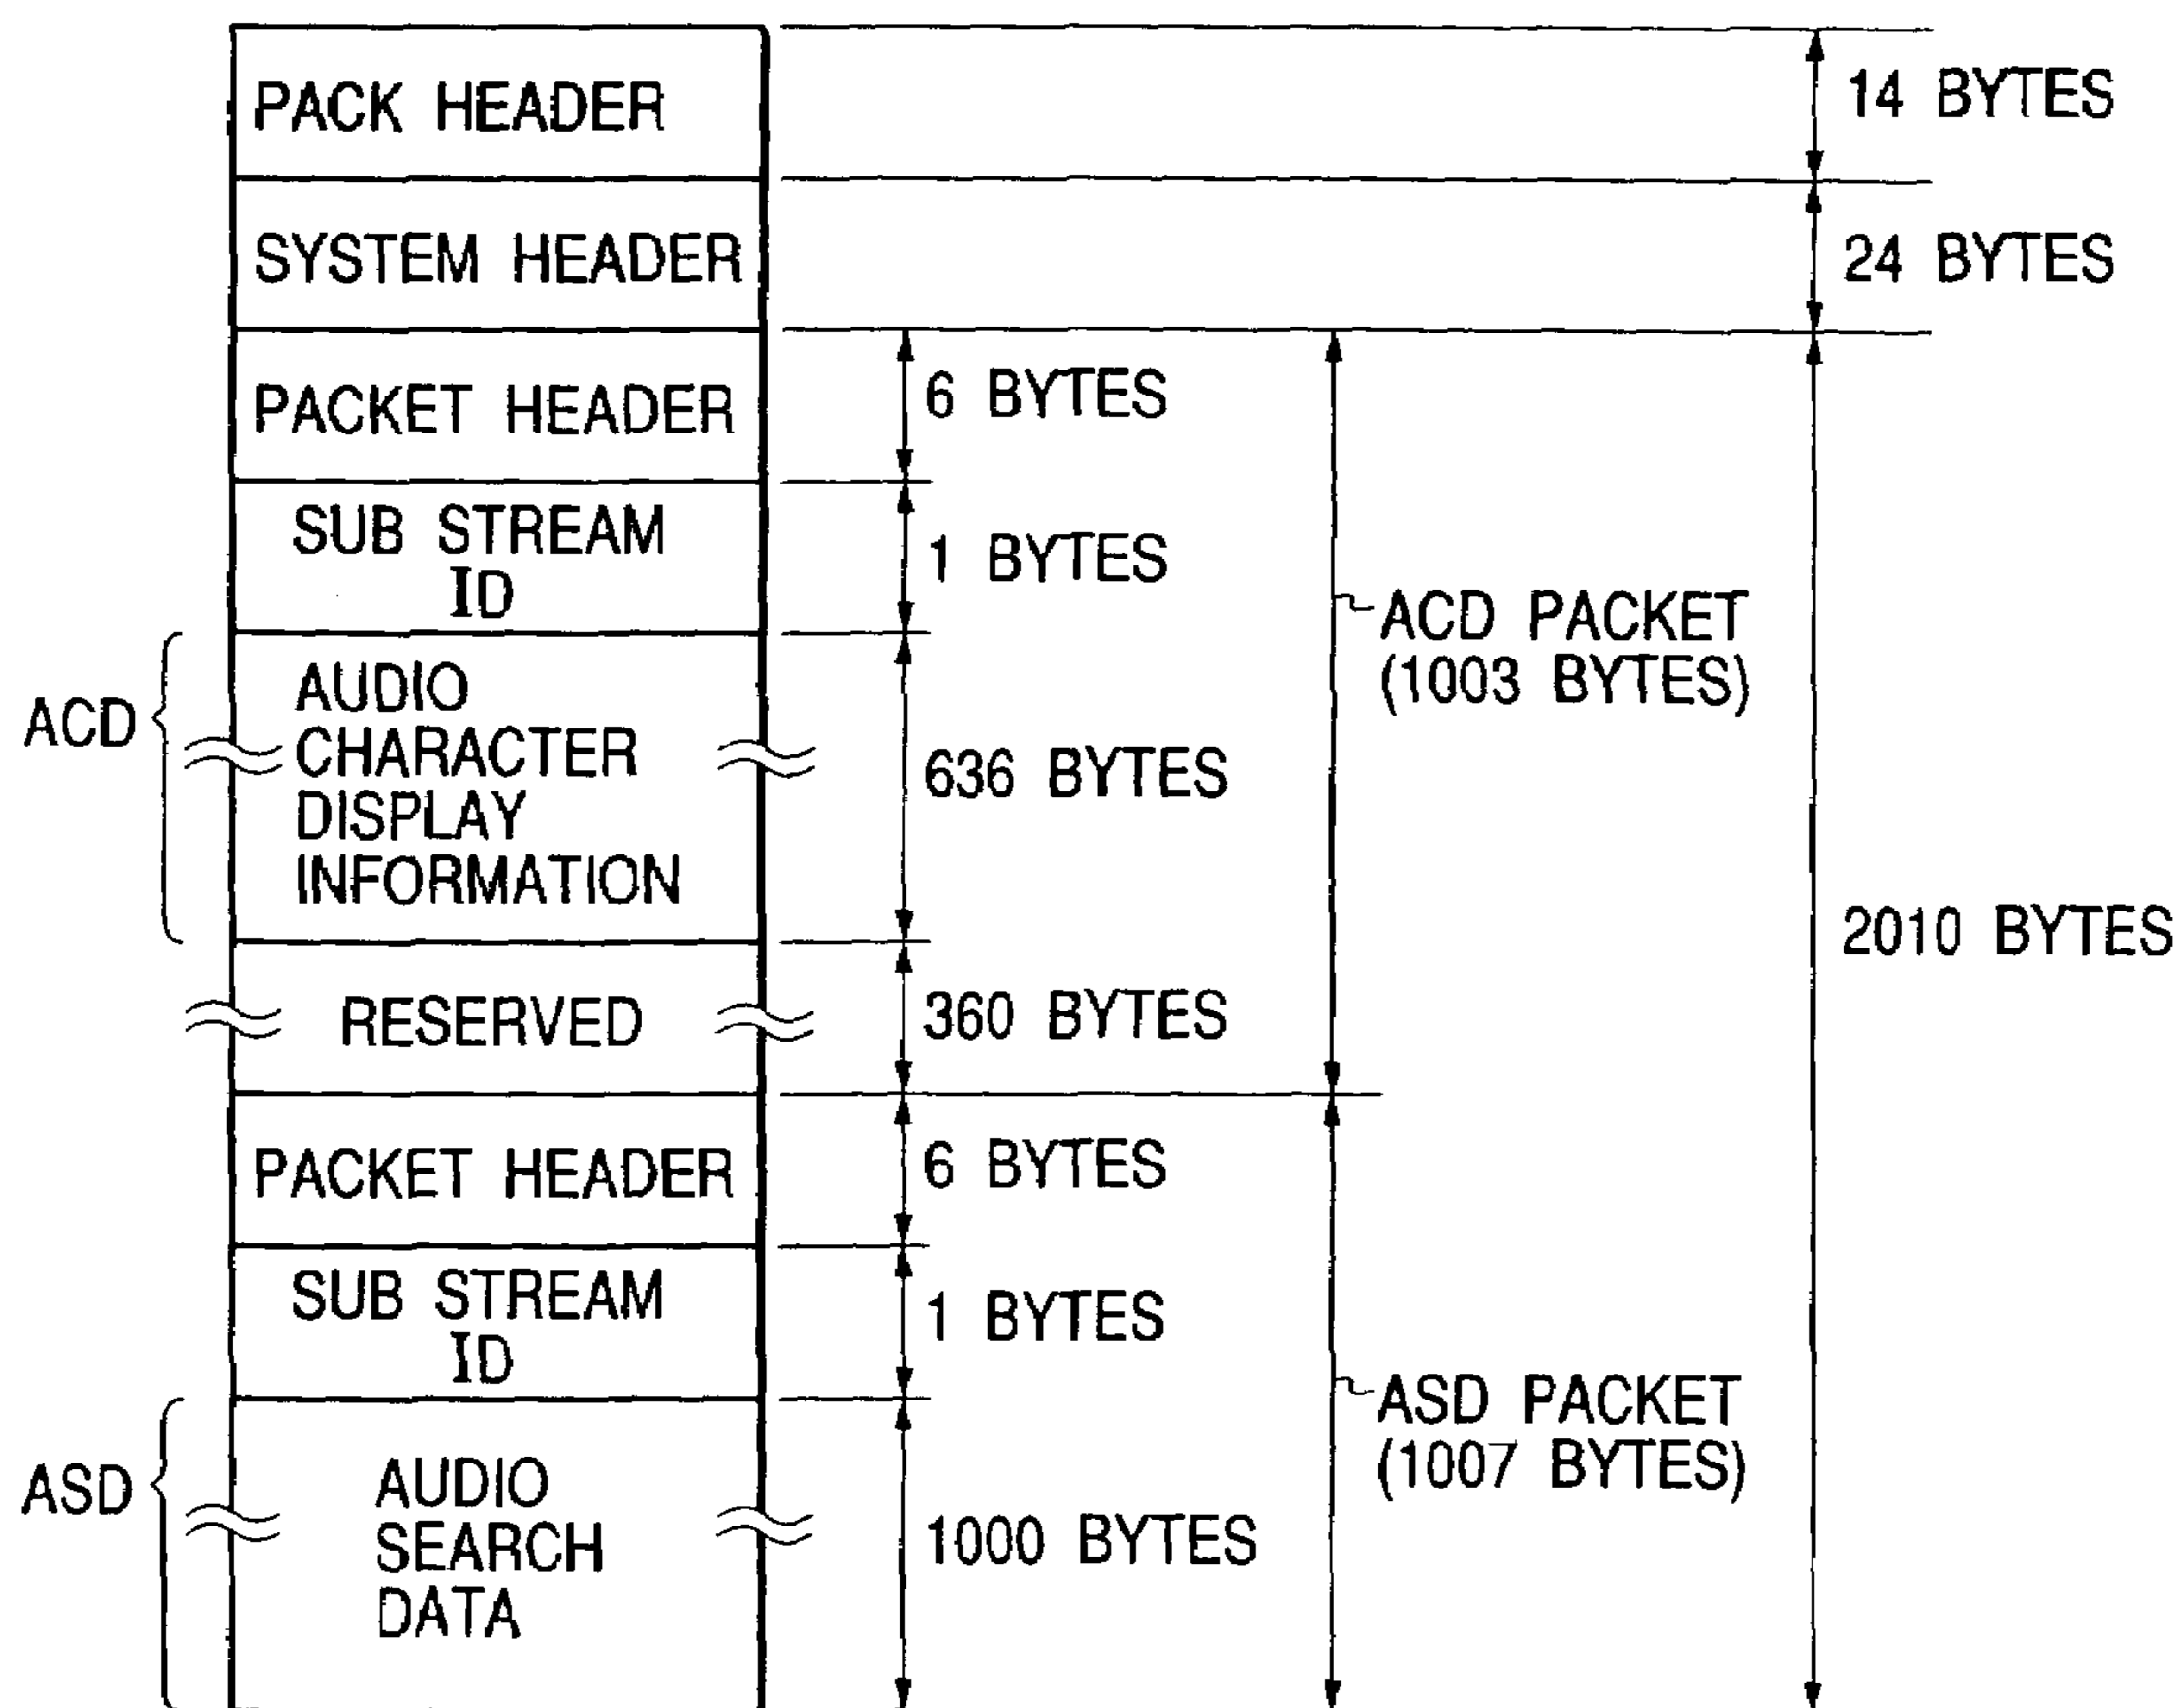 PACK HEADER
14 BYTES
SYSTEM HEADER
24 BYTES
PACKET HEADER
6 BYTES
SUB STREAM
ID
1 BYTES
ACD PACKET
(1003 BYTES)
ACD
AUDIO
CHARACTER
DISPLAY
INFORMATION
636 BYTES
2010 BYTES
RESERVED
360 BYTES
PACKET HEADER
6 BYTES
SUB STREAM
ID
1 BYTES
ASD PACKET
(1007 BYTES)
ASD
AUDIO
SEARCH
DATA
1000 BYTES